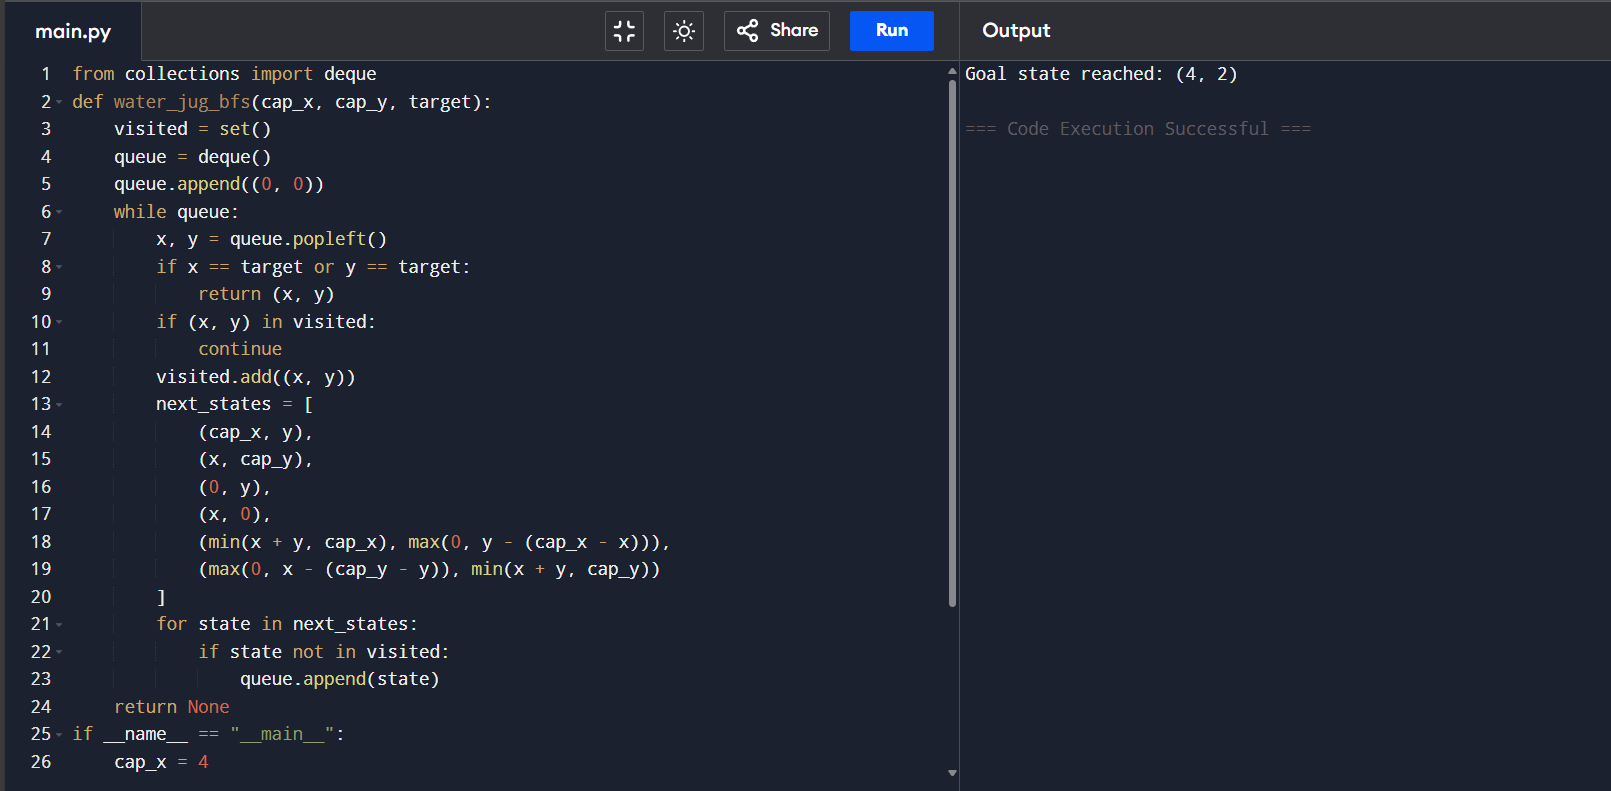 main.py
Share
Run
Output
1 from collections import deque
2 def water_jug_bfs(cap_x, cap_y, target):
3     visited = set()
4     queue = deque()
5     queue.append((0, 0))
6     while queue:
7         x, y = queue.popleft()
8         if x == target or y == target:
9             return (x, y)
10         if (x, y) in visited:
11             continue
12         visited.add((x, y))
13         next_states = [
14             (cap_x, y),
15             (x, cap_y),
16             (0, y),
17             (x, 0),
18             (min(x + y, cap_x), max(0, y - (cap_x - x))),
19             (max(0, x - (cap_y - y)), min(x + y, cap_y))
20         ]
21         for state in next_states:
22             if state not in visited:
23                 queue.append(state)
24     return None
25 if __name__ == "__main__":
26     cap_x = 4
Goal state reached: (4, 2)
=== Code Execution Successful ===